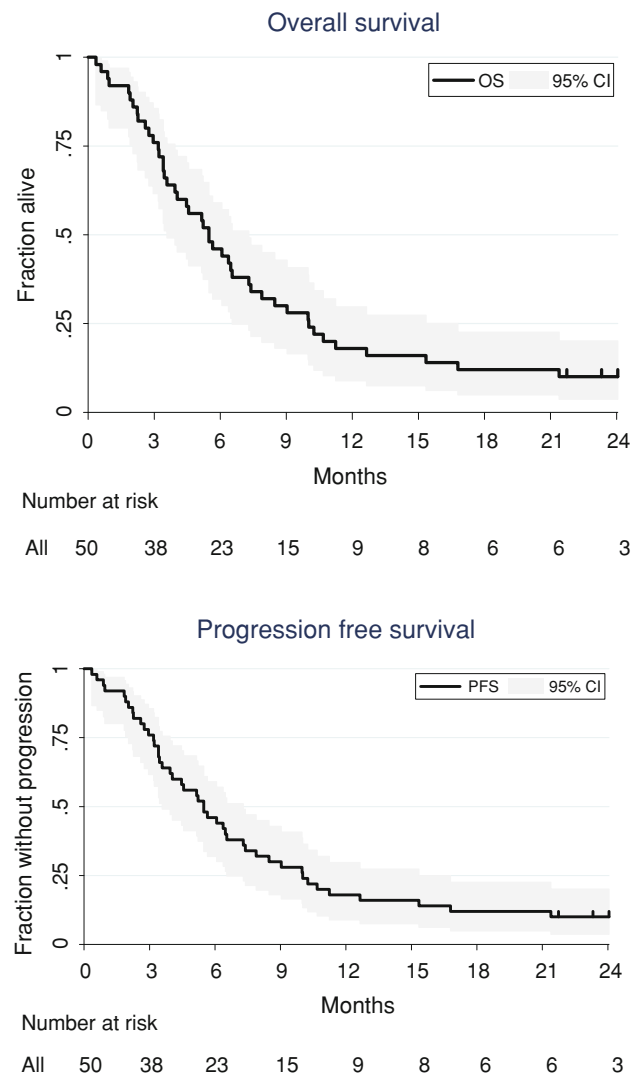 Overall survival
OS 95% CI
Fraction alive
1
.75
.5
.25
0
0 3 6 9 12 15 18 21 24
Months
Number at risk
All 50 38 23 15 9 8 6 6 3
Progression free survival
PFS 95% CI
Fraction without progression
1
.75
.5
.25
0
0 3 6 9 12 15 18 21 24
Months
Number at risk
All 50 38 23 15 9 8 6 6 3